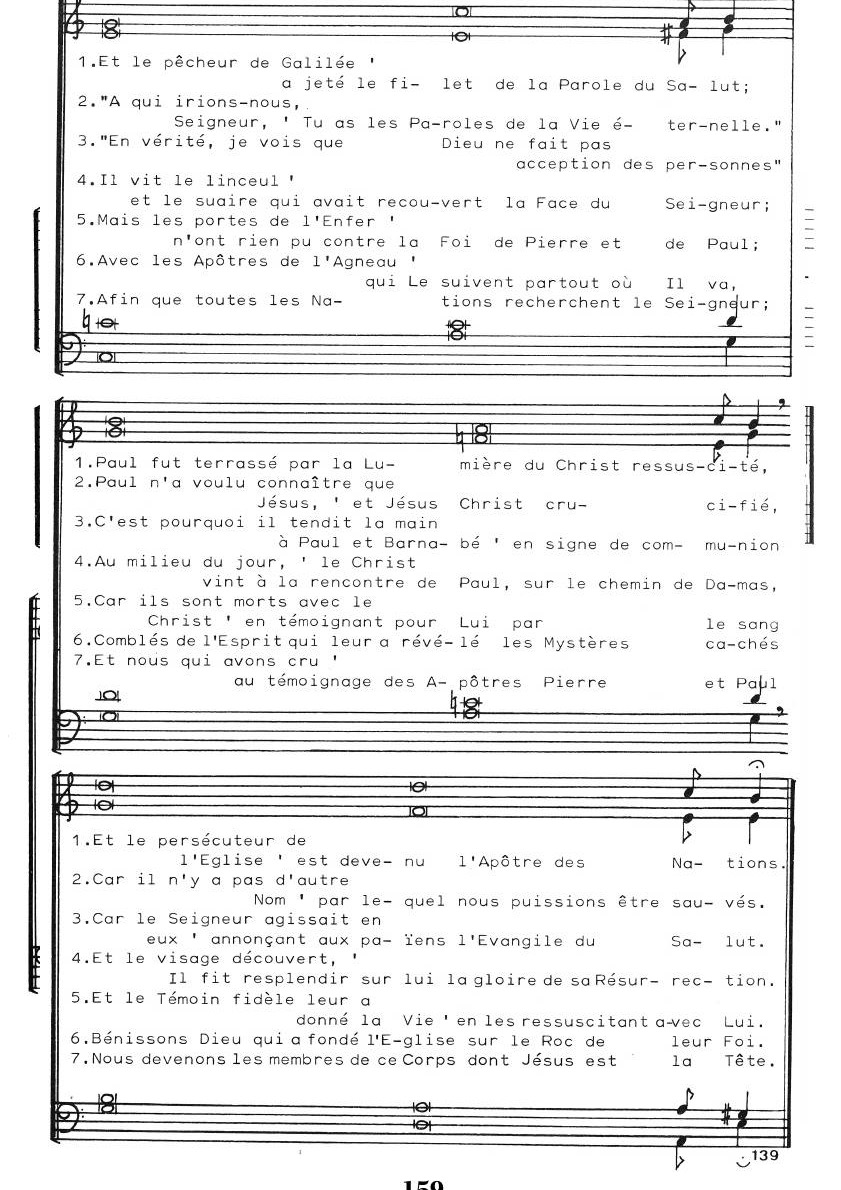 1.Et le pêcheur de Galilée '
a jeté le fi- let de la Parole du Sa- lut;
2."A qui irions-nous,
Seigneur, ' Tu as les Pa-roles de la Vie é- ter-nelle."
3."En vérité, je vois que Dieu ne fait pas
acception des per-sonnes"
4.Il vit le linceul '
et le suaire qui avait recou-vert la Face du Sei-gneur;
5.Mais les portes de l'Enfer '
n'ont rien pu contre la Foi de Pierre et de Paul;
6.Avec les Apôtres de l'Agneau '
qui Le suivent partout où Il va,
7.Afin que toutes les Na- tions recherchent le Sei-gneur;
1.Paul fut terrassé par la Lu- mière du Christ ressus-ci-té,
2.Paul n'a voulu connaître que
Jésus, ' et Jésus Christ cru- ci-fié,
3.C'est pourquoi il tendit la main
à Paul et Barna- bé ' en signe de com- mu-nion
4.Au milieu du jour, ' le Christ
vint à la rencontre de Paul, sur le chemin de Da-mas,
5.Car ils sont morts avec le
Christ ' en témoignant pour Lui par le sang
6.Comblés de l'Esprit qui leur a révé-lé les Mystères ca-chés
7.Et nous qui avons cru '
au témoignage des A- pôtres Pierre et Paul
1.Et le persécuteur de
l'Eglise ' est deve- nu l'Apôtre des Na- tions.
2.Car il n'y a pas d'autre
Nom ' par le- quel nous puissions être sau- vés.
3.Car le Seigneur agissait en
eux ' annonçant aux pa- ïens l'Evangile du Sa- lut.
4.Et le visage découvert, '
Il fit resplendir sur lui la gloire de sa Résur- rec- tion.
5.Et le Témoin fidèle leur a
donné la Vie ' en les ressuscitant a-vec Lui.
6.Bénissons Dieu qui a fondé l'E-glise sur le Roc de leur Foi.
7.Nous devenons les membres de ce Corps dont Jésus est la Tête.
139
159